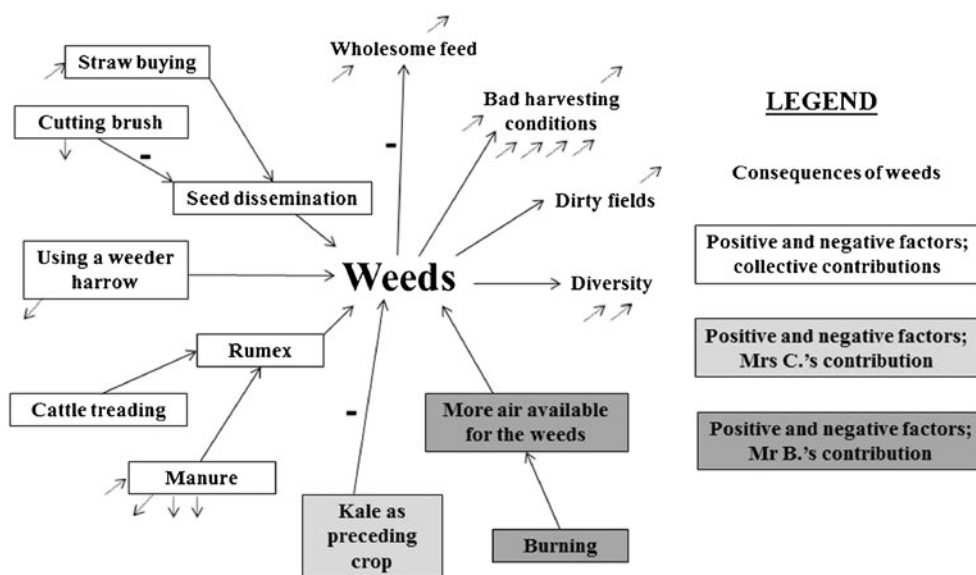 Straw buying
Cutting brush
-
Seed dissemination
Using a weeder
harrow
Rumex
Cattle treading
Manure
Wholesome feed
-
Bad harvesting
conditions
Dirty fields
Weeds
Diversity
-
Kale as
preceding
crop
More air available
for the weeds
Burning
LEGEND
Consequences of weeds
Positive and negative factors;
collective contributions
Positive and negative factors;
Mrs C.'s contribution
Positive and negative factors;
Mr B.'s contribution